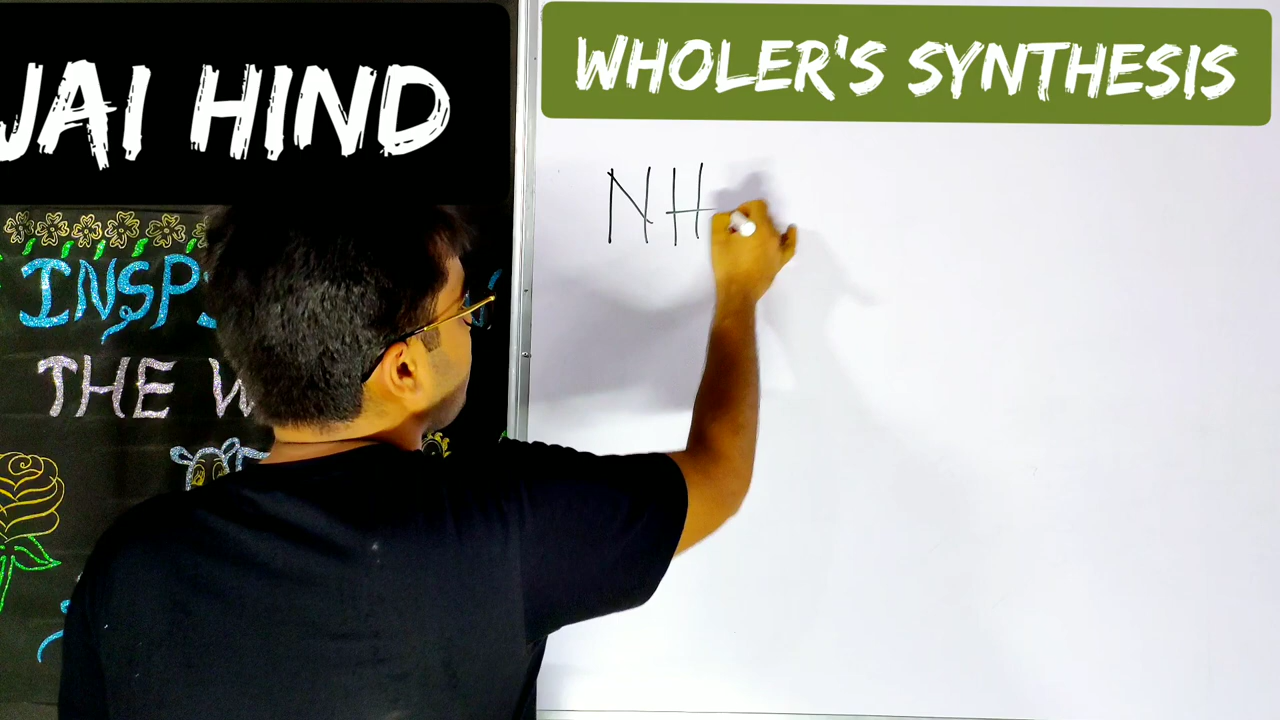 JAI HIND
WHOLER'S SYNTHESIS
NH
INSP
THE W